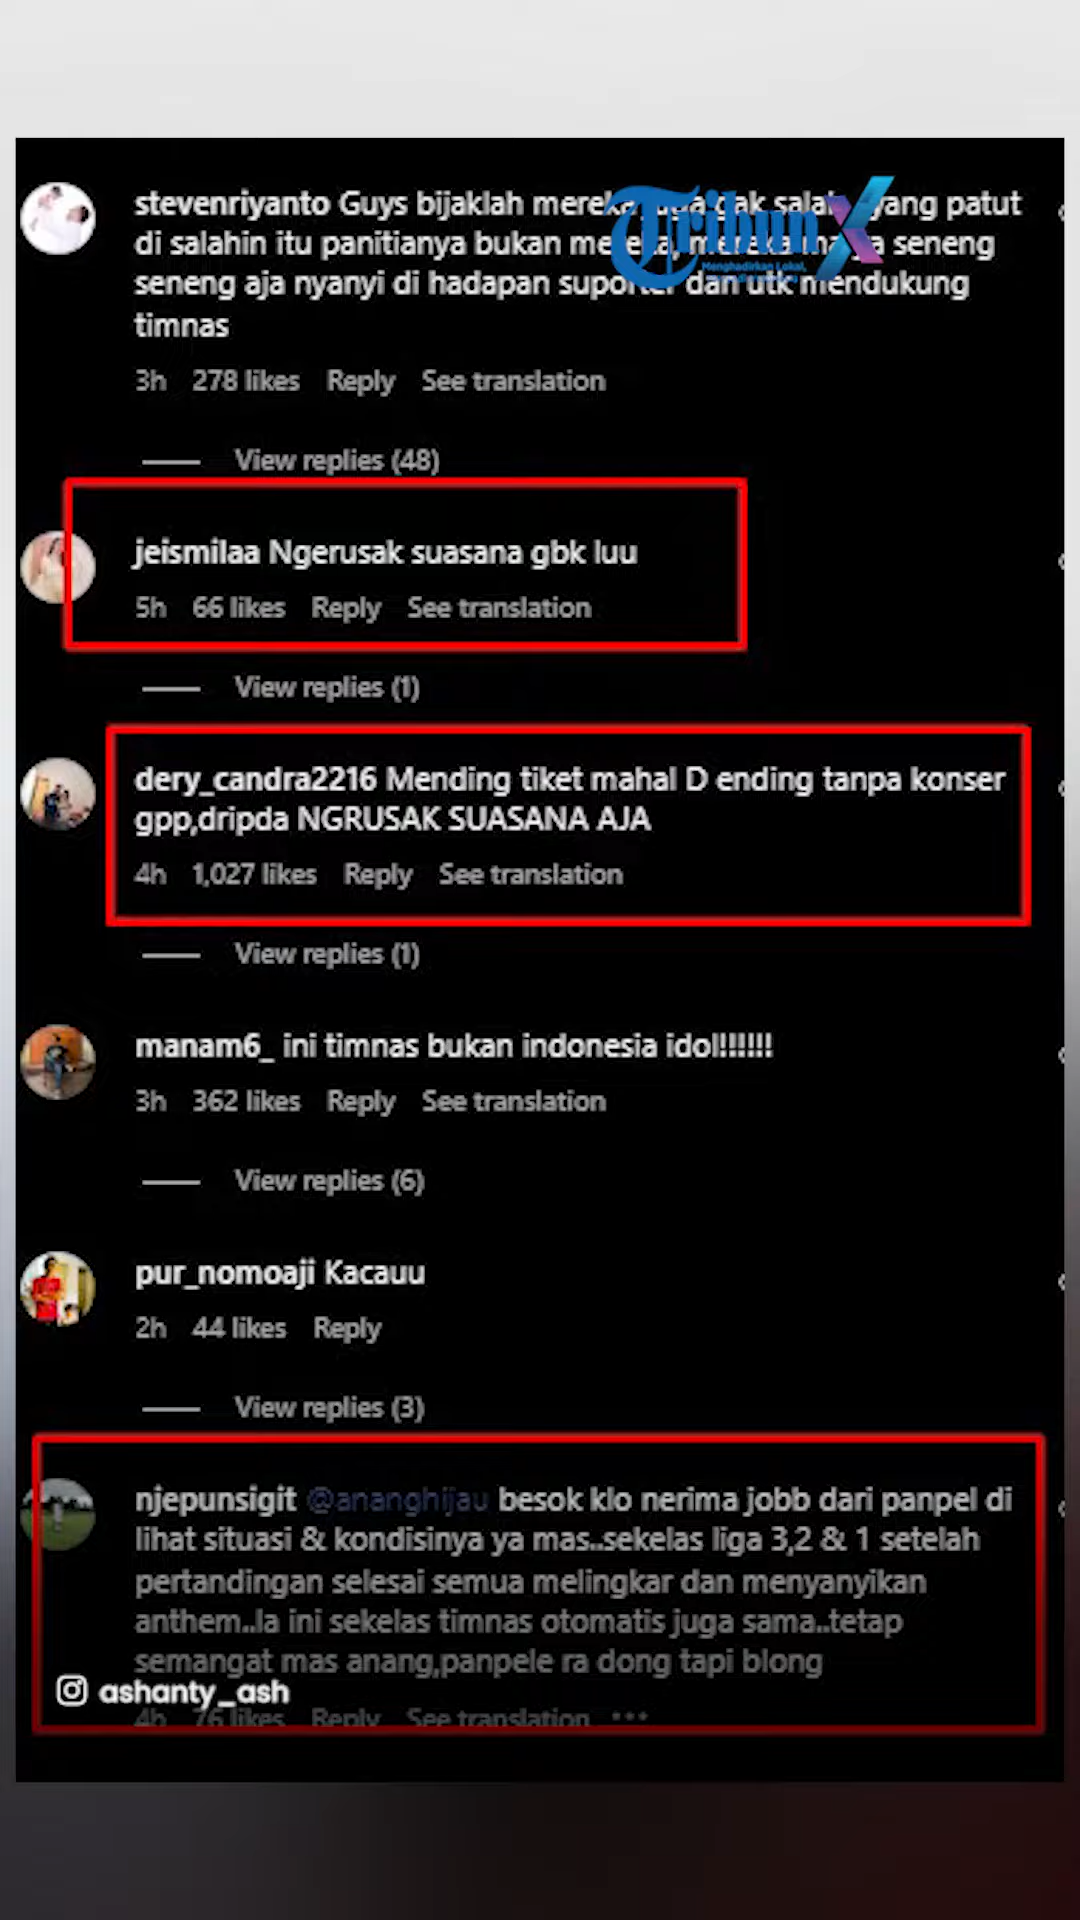 stevenriyanto Guys bijaklah mereka juga gak salah yang patut
di salahin itu panitianya bukan mereka, mereka mah ya seneng
seneng aja nyanyi di hadapan suporter dan utk mendukung
timnas
TribunX
Menghadirkan Lokal,
3h 278 likes Reply See translation
View replies (48)
jeismilaa Ngerusak suasana gbk luu
5h 66 likes Reply See translation
View replies (1)
dery_candra2216 Mending tiket mahal D ending tanpa konser
gpp,dripda NGRUSAK SUASANA AJA
4h 1,027 likes Reply See translation
View replies (1)
manam6_ ini timnas bukan indonesia idol!!!!!!
3h 362 likes Reply See translation
View replies (6)
pur_nomoaji Kacauu
2h 44 likes Reply
View replies (3)
njepunsigit @ananghijau besok klo nerima jobb dari panpel di
lihat situasi & kondisinya ya mas..sekelas liga 3,2 & 1 setelah
pertandingan selesai semua melingkar dan menyanyikan
anthem..la ini sekelas timnas otomatis juga sama..tetap
semangat mas anang,panpele ra dong tapi blong
ashanty_ash
4h 76 likes Reply See translation •••